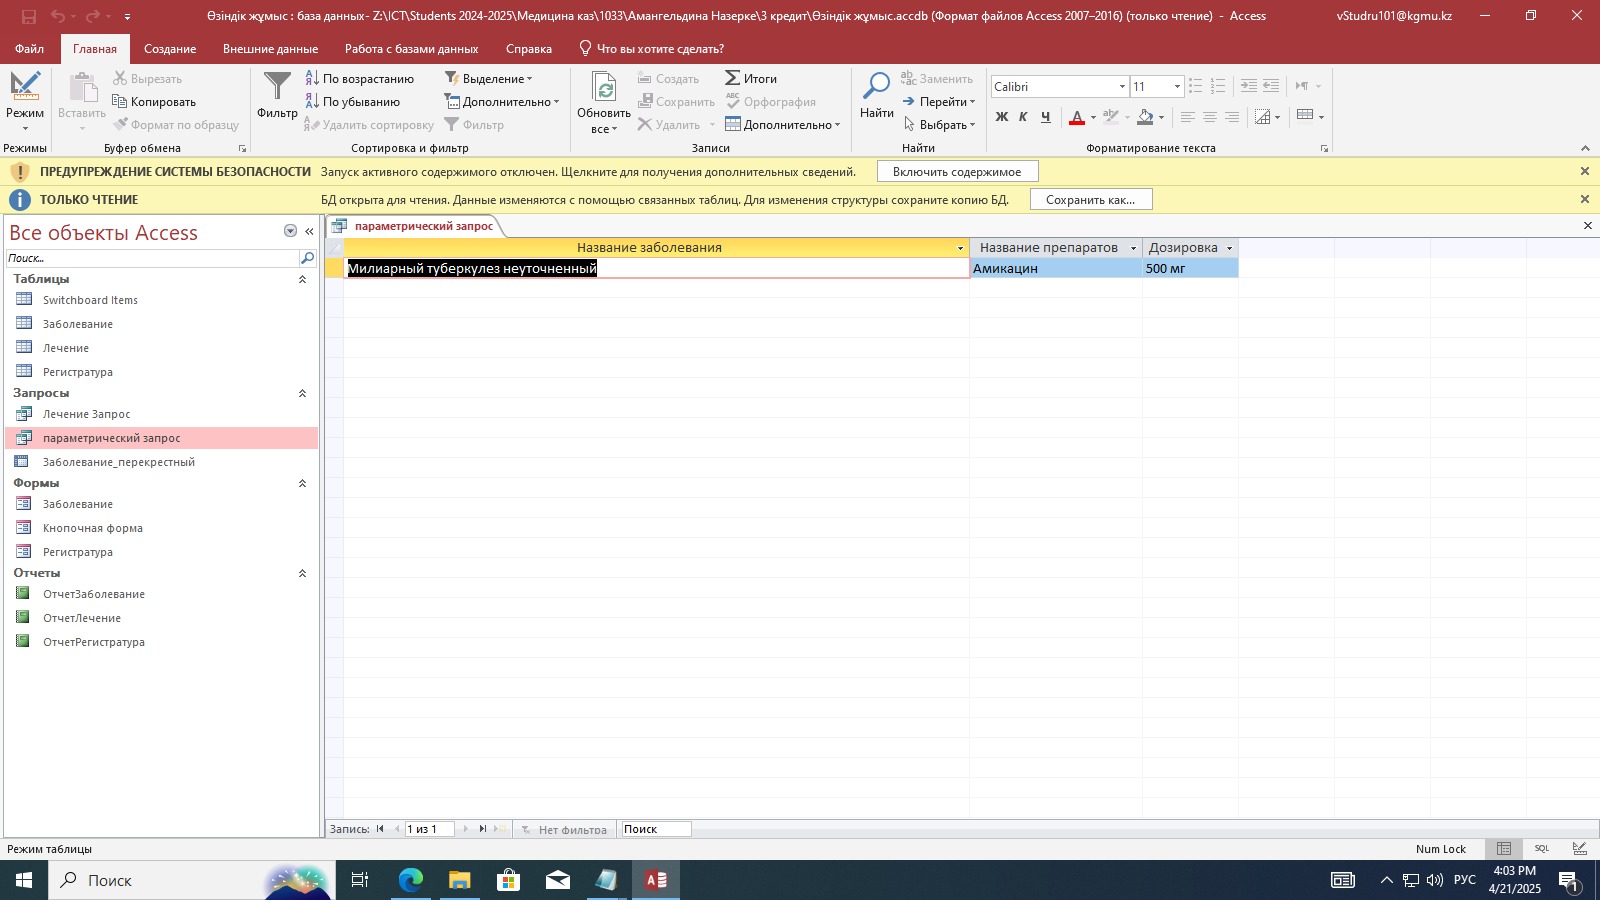 Өзіндік жұмыс : база данных- Z:\ICT\Students 2024-2025\Медицина каз\1033\Амангельдина Назерке\3 кредит\Өзіндік жұмыс.accdb (Формат файлов Access 2007–2016) (только чтение) - Access
vStudru101@kgmu.kz
Файл Главная Создание Внешние данные Работа с базами данных Справка Что вы хотите сделать?
Режим
Режимы
Вставить
Вырезать
Копировать
Формат по образцу
Буфер обмена
Фильтр
По возрастанию
По убыванию
Удалить сортировку
Выделение
Дополнительно
Фильтр
Сортировка и фильтр
Обновить
все
Создать
Сохранить
Удалить
Итоги
Орфография
Дополнительно
Записи
Найти
Заменить
Перейти
Выбрать
Найти
Calibri 11
Ж К Ч
Форматирование текста
ПРЕДУПРЕЖДЕНИЕ СИСТЕМЫ БЕЗОПАСНОСТИ Запуск активного содержимого отключен. Щелкните для получения дополнительных сведений. Включить содержимое
ТОЛЬКО ЧТЕНИЕ БД открыта для чтения. Данные изменяются с помощью связанных таблиц. Для изменения структуры сохраните копию БД. Сохранить как...
Все объекты Access
Поиск...
Таблицы
Switchboard Items
Заболевание
Лечение
Регистратура
Запросы
Лечение Запрос
параметрический запрос
Заболевание_перекрестный
Формы
Заболевание
Кнопочная форма
Регистратура
Отчеты
ОтчетЗаболевание
ОтчетЛечение
ОтчетРегистратура
параметрический запрос
Название заболевания Название препаратов Дозировка
Милиарный туберкулез неуточненный Амикацин 500 мг
Запись: 1 из 1 Нет фильтра Поиск
Режим таблицы
Num Lock
SQL
Поиск
РУС
4:03 PM
4/21/2025
1